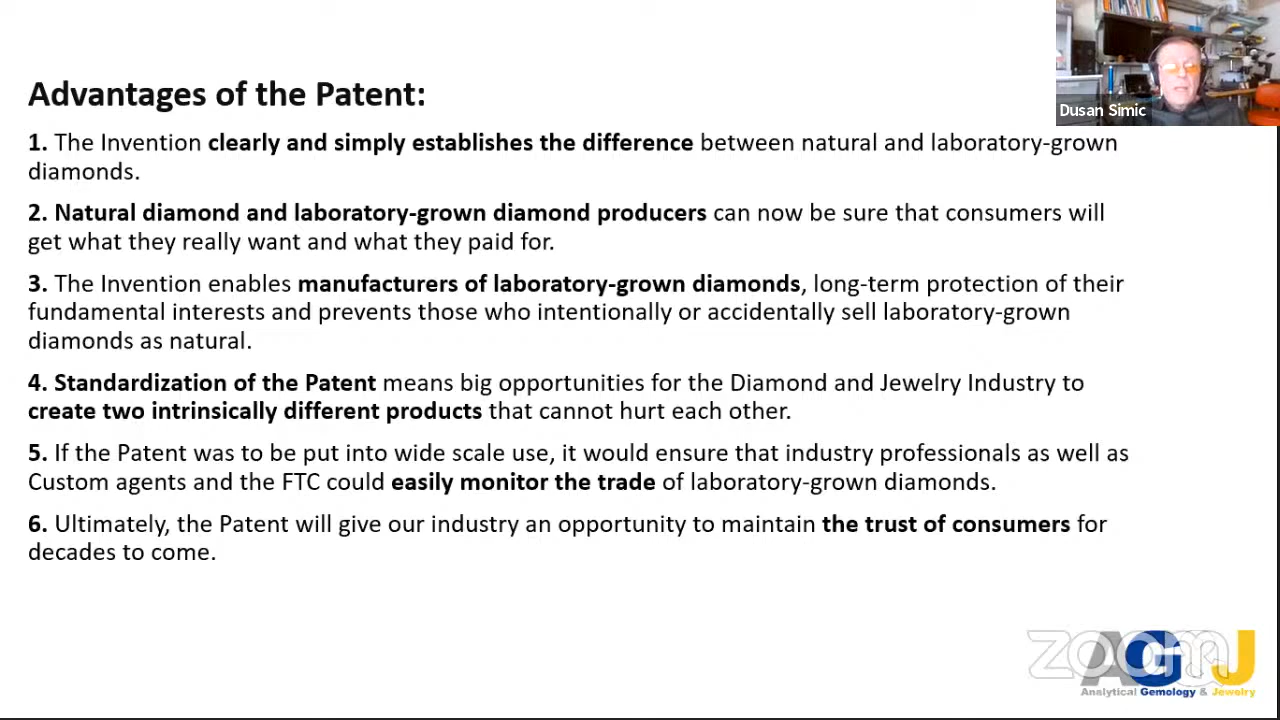 Advantages of the Patent:
Dusan Simic
1. The Invention clearly and simply establishes the difference between natural and laboratory-grown
diamonds.
2. Natural diamond and laboratory-grown diamond producers can now be sure that consumers will
get what they really want and what they paid for.
3. The Invention enables manufacturers of laboratory-grown diamonds, long-term protection of their
fundamental interests and prevents those who intentionally or accidentally sell laboratory-grown
diamonds as natural.
4. Standardization of the Patent means big opportunities for the Diamond and Jewelry Industry to
create two intrinsically different products that cannot hurt each other.
5. If the Patent was to be put into wide scale use, it would ensure that industry professionals as well as
Custom agents and the FTC could easily monitor the trade of laboratory-grown diamonds.
6. Ultimately, the Patent will give our industry an opportunity to maintain the trust of consumers for
decades to come.
zoom
AG&J
Analytical Gemology & Jewelry